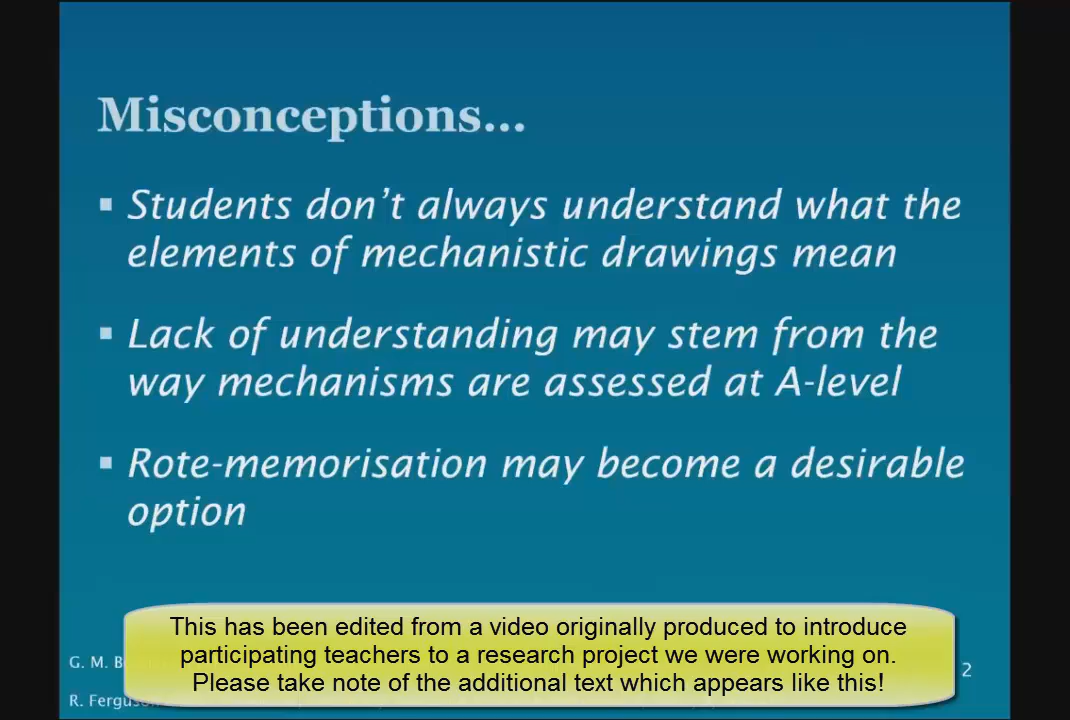 Misconceptions...
▪ Students don't always understand what the
elements of mechanistic drawings mean
▪ Lack of understanding may stem from the
way mechanisms are assessed at A-level
▪ Rote-memorisation may become a desirable
option
This has been edited from a video originally produced to introduce
participating teachers to a research project we were working on.
Please take note of the additional text which appears like this!
G. M.
2
R.